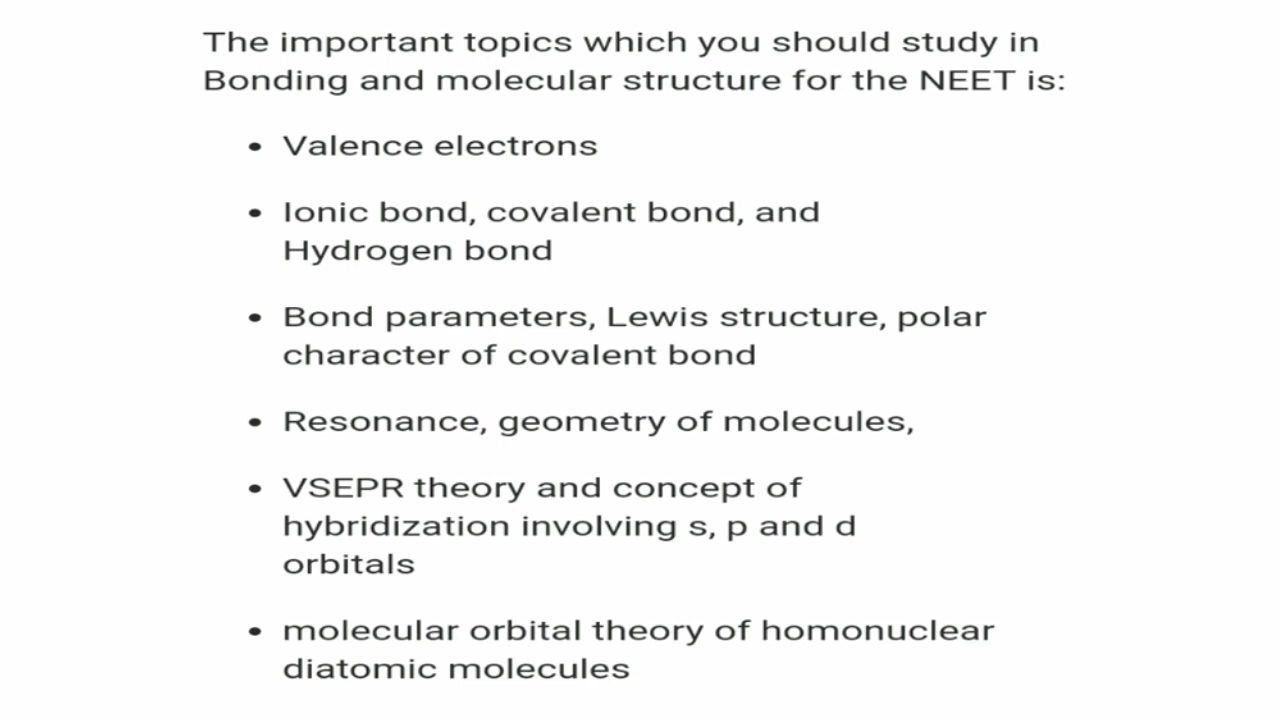 The important topics which you should study in
Bonding and molecular structure for the NEET is:
• Valence electrons
• Ionic bond, covalent bond, and
Hydrogen bond
• Bond parameters, Lewis structure, polar
character of covalent bond
• Resonance, geometry of molecules,
• VSEPR theory and concept of
hybridization involving s, p and d
orbitals
• molecular orbital theory of homonuclear
diatomic molecules